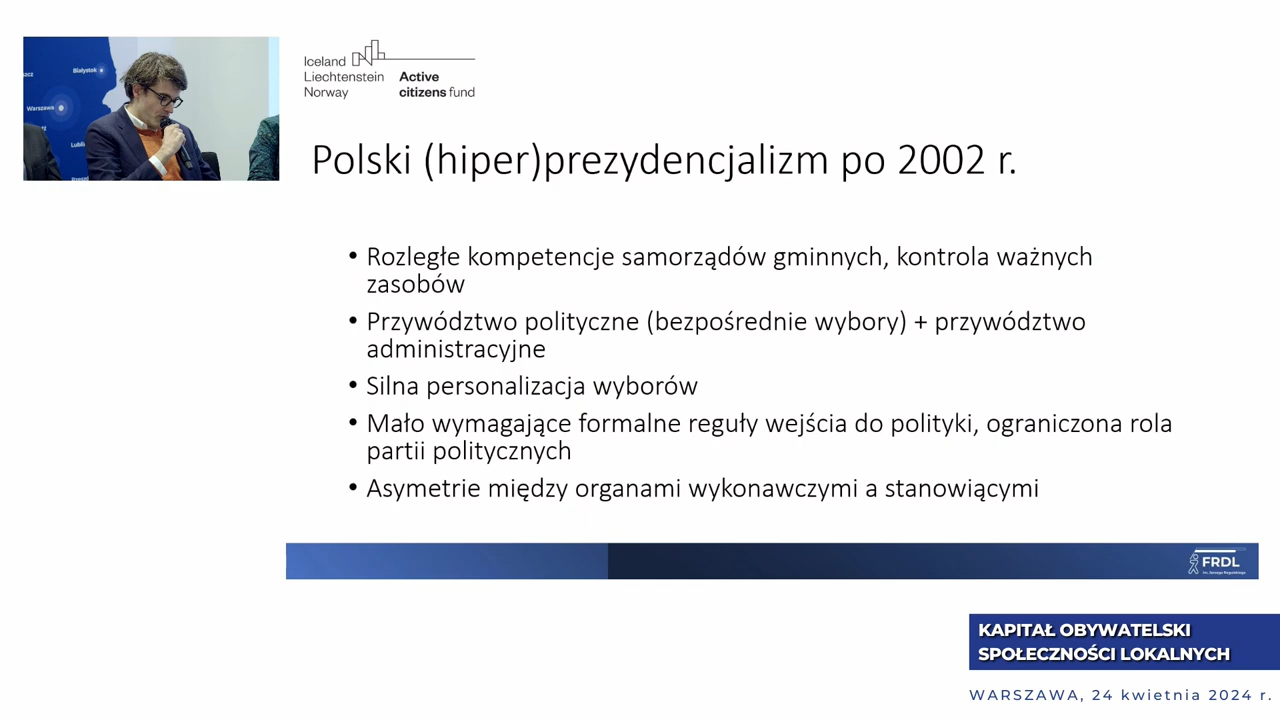 Białystok
Warszawa
Iceland
Liechtenstein
Norway
Active
citizens fund
Polski (hiper)prezydencjalizm po 2002 r.
• Rozległe kompetencje samorządów gminnych, kontrola ważnych
zasobów
• Przywództwo polityczne (bezpośrednie wybory) + przywództwo
administracyjne
• Silna personalizacja wyborów
• Mało wymagające formalne reguły wejścia do polityki, ograniczona rola
partii politycznych
• Asymetrie między organami wykonawczymi a stanowiącymi
FRDL
KAPITAŁ OBYWATELSKI
SPOŁECZNOŚCI LOKALNYCH
WARSZAWA, 24 kwietnia 2024 r.